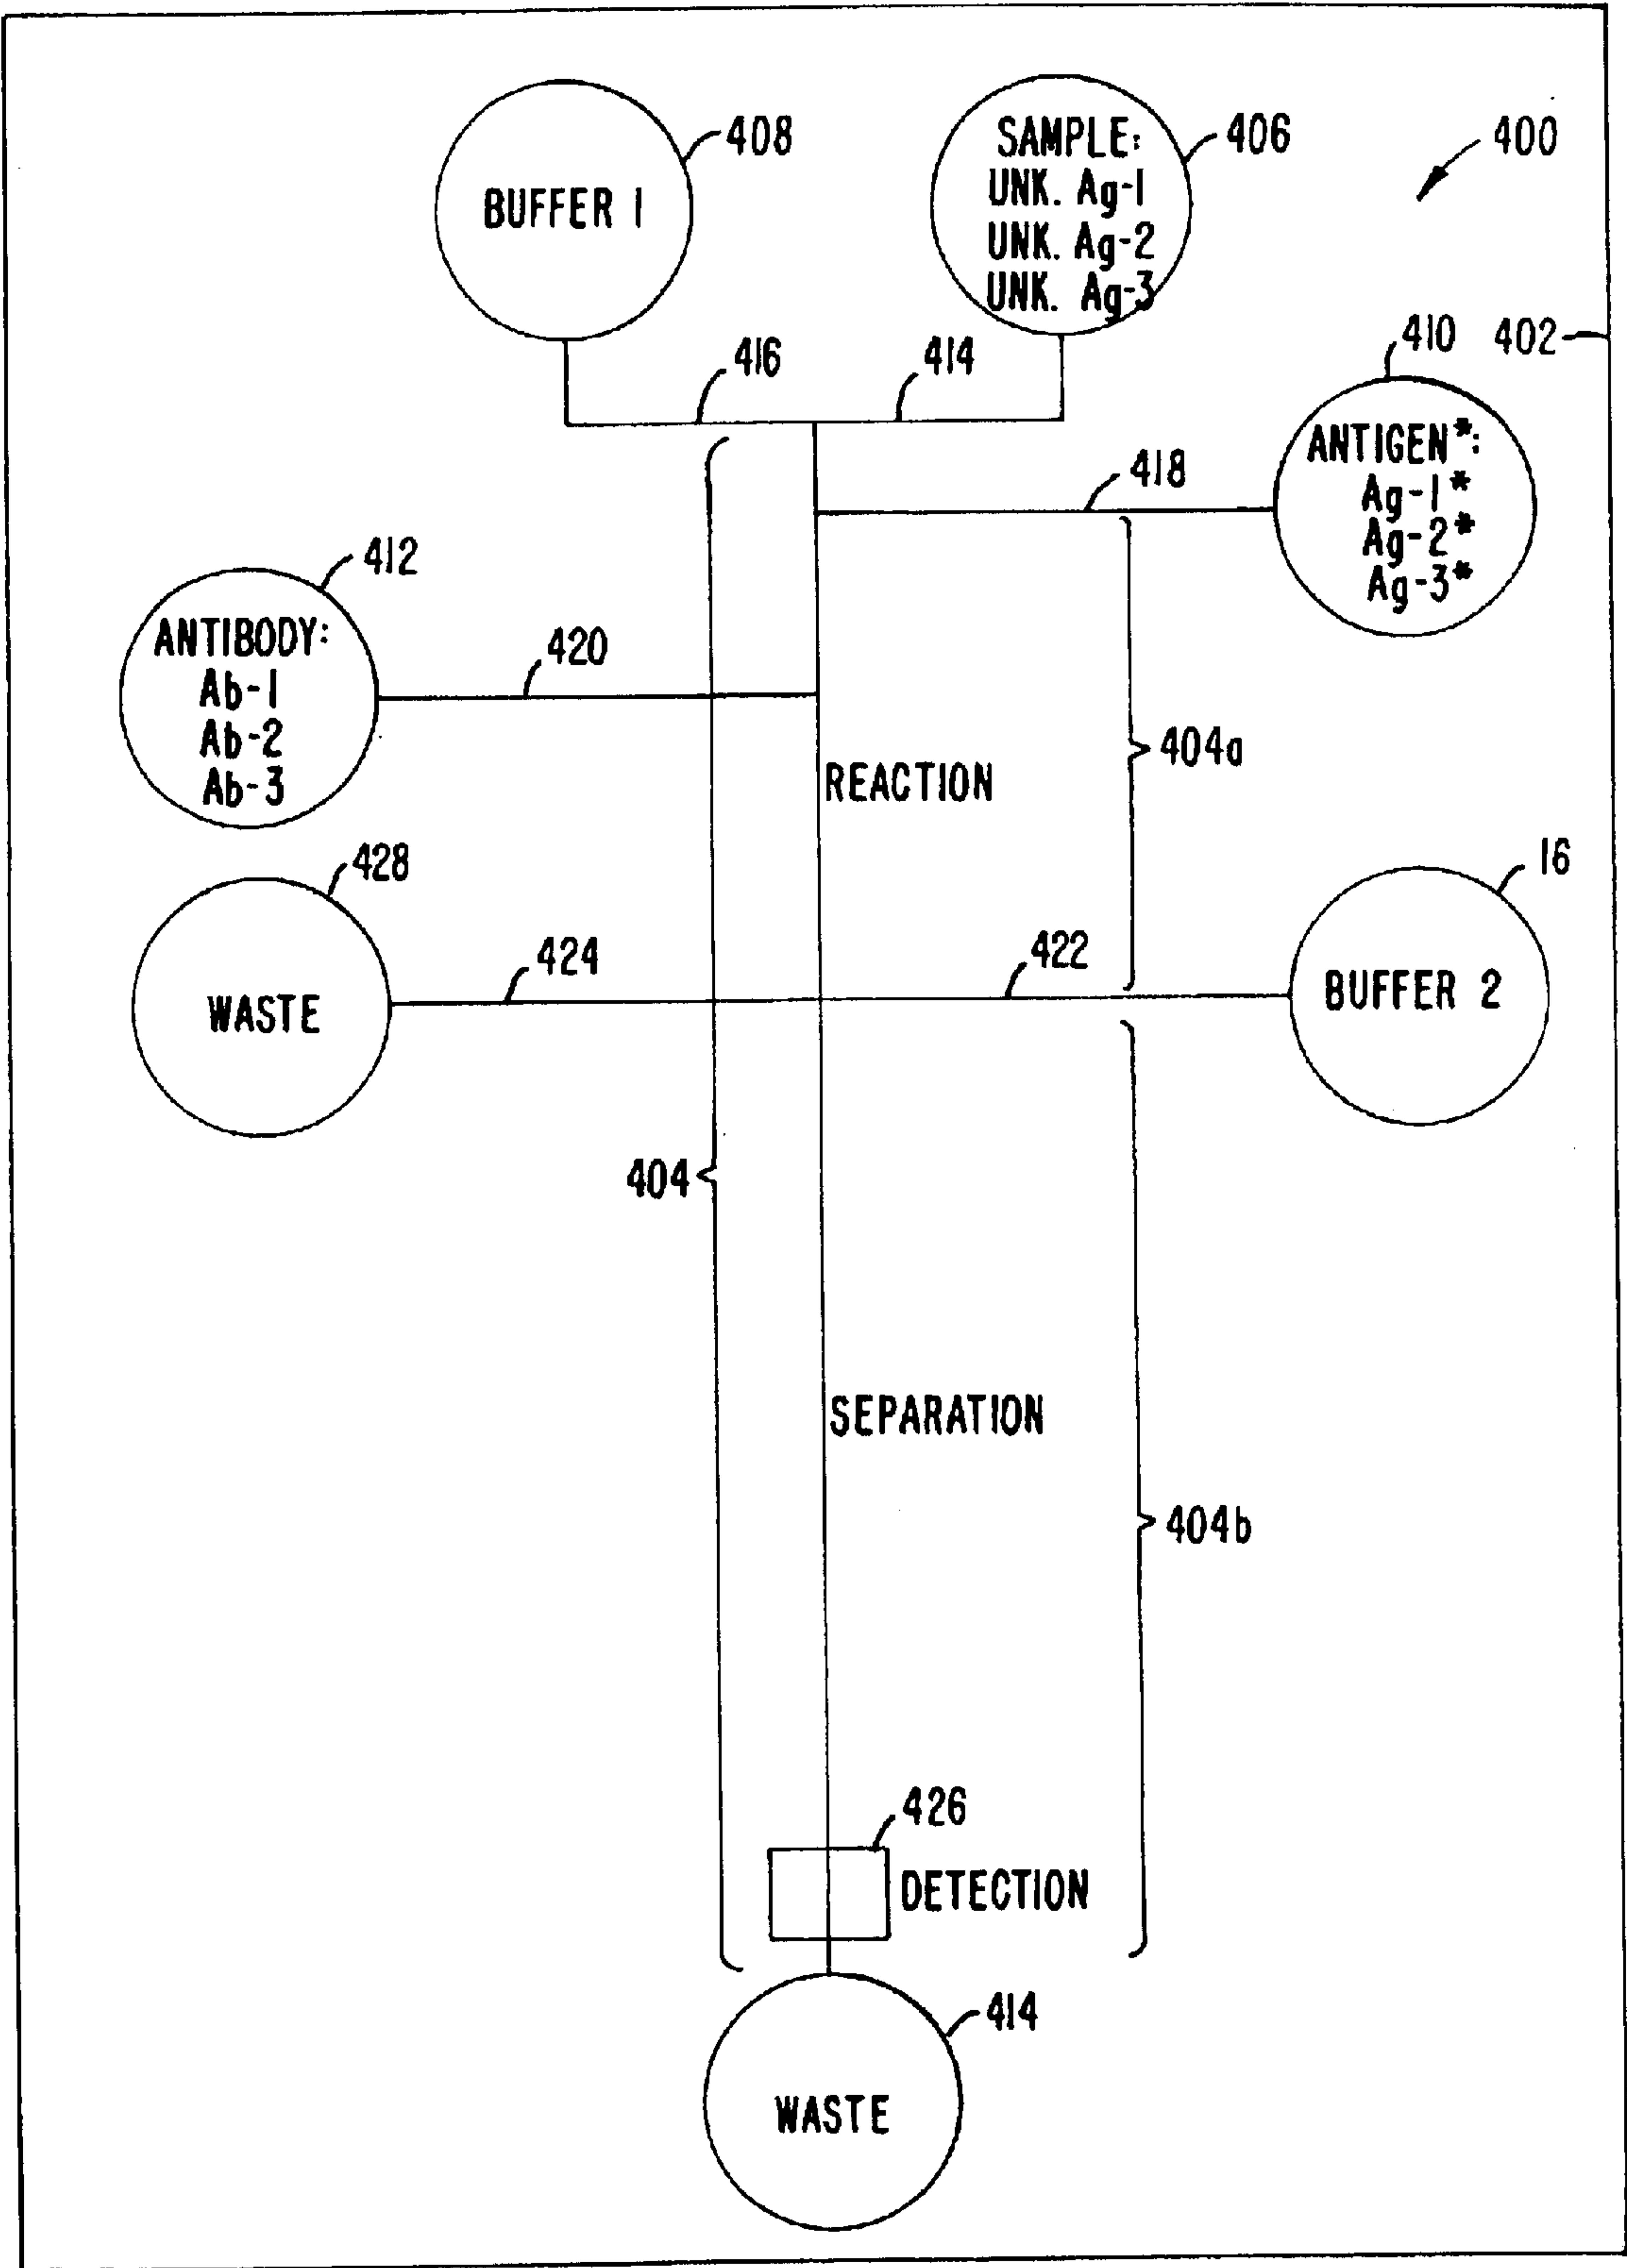 408
BUFFER 1
SAMPLE:
UNK. Ag-1
UNK. Ag-2
UNK. Ag-3
406
400
416
414
410
402
ANTIGEN*:
Ag-1*
Ag-2*
Ag-3*
418
412
ANTIBODY:
Ab-1
Ab-2
Ab-3
420
404a
REACTION
428
WASTE
424
422
16
BUFFER 2
404
SEPARATION
404b
426
DETECTION
414
WASTE